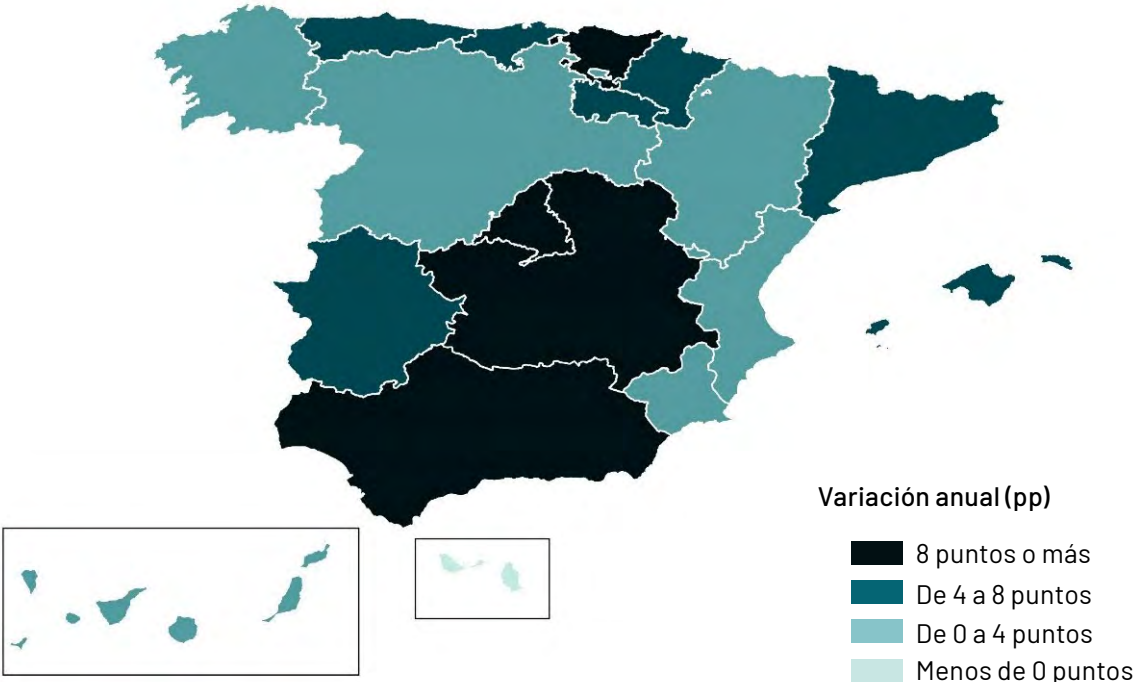 Variación anual (pp)
8 puntos o más
De 4 a 8 puntos
De 0 a 4 puntos
Menos de 0 puntos